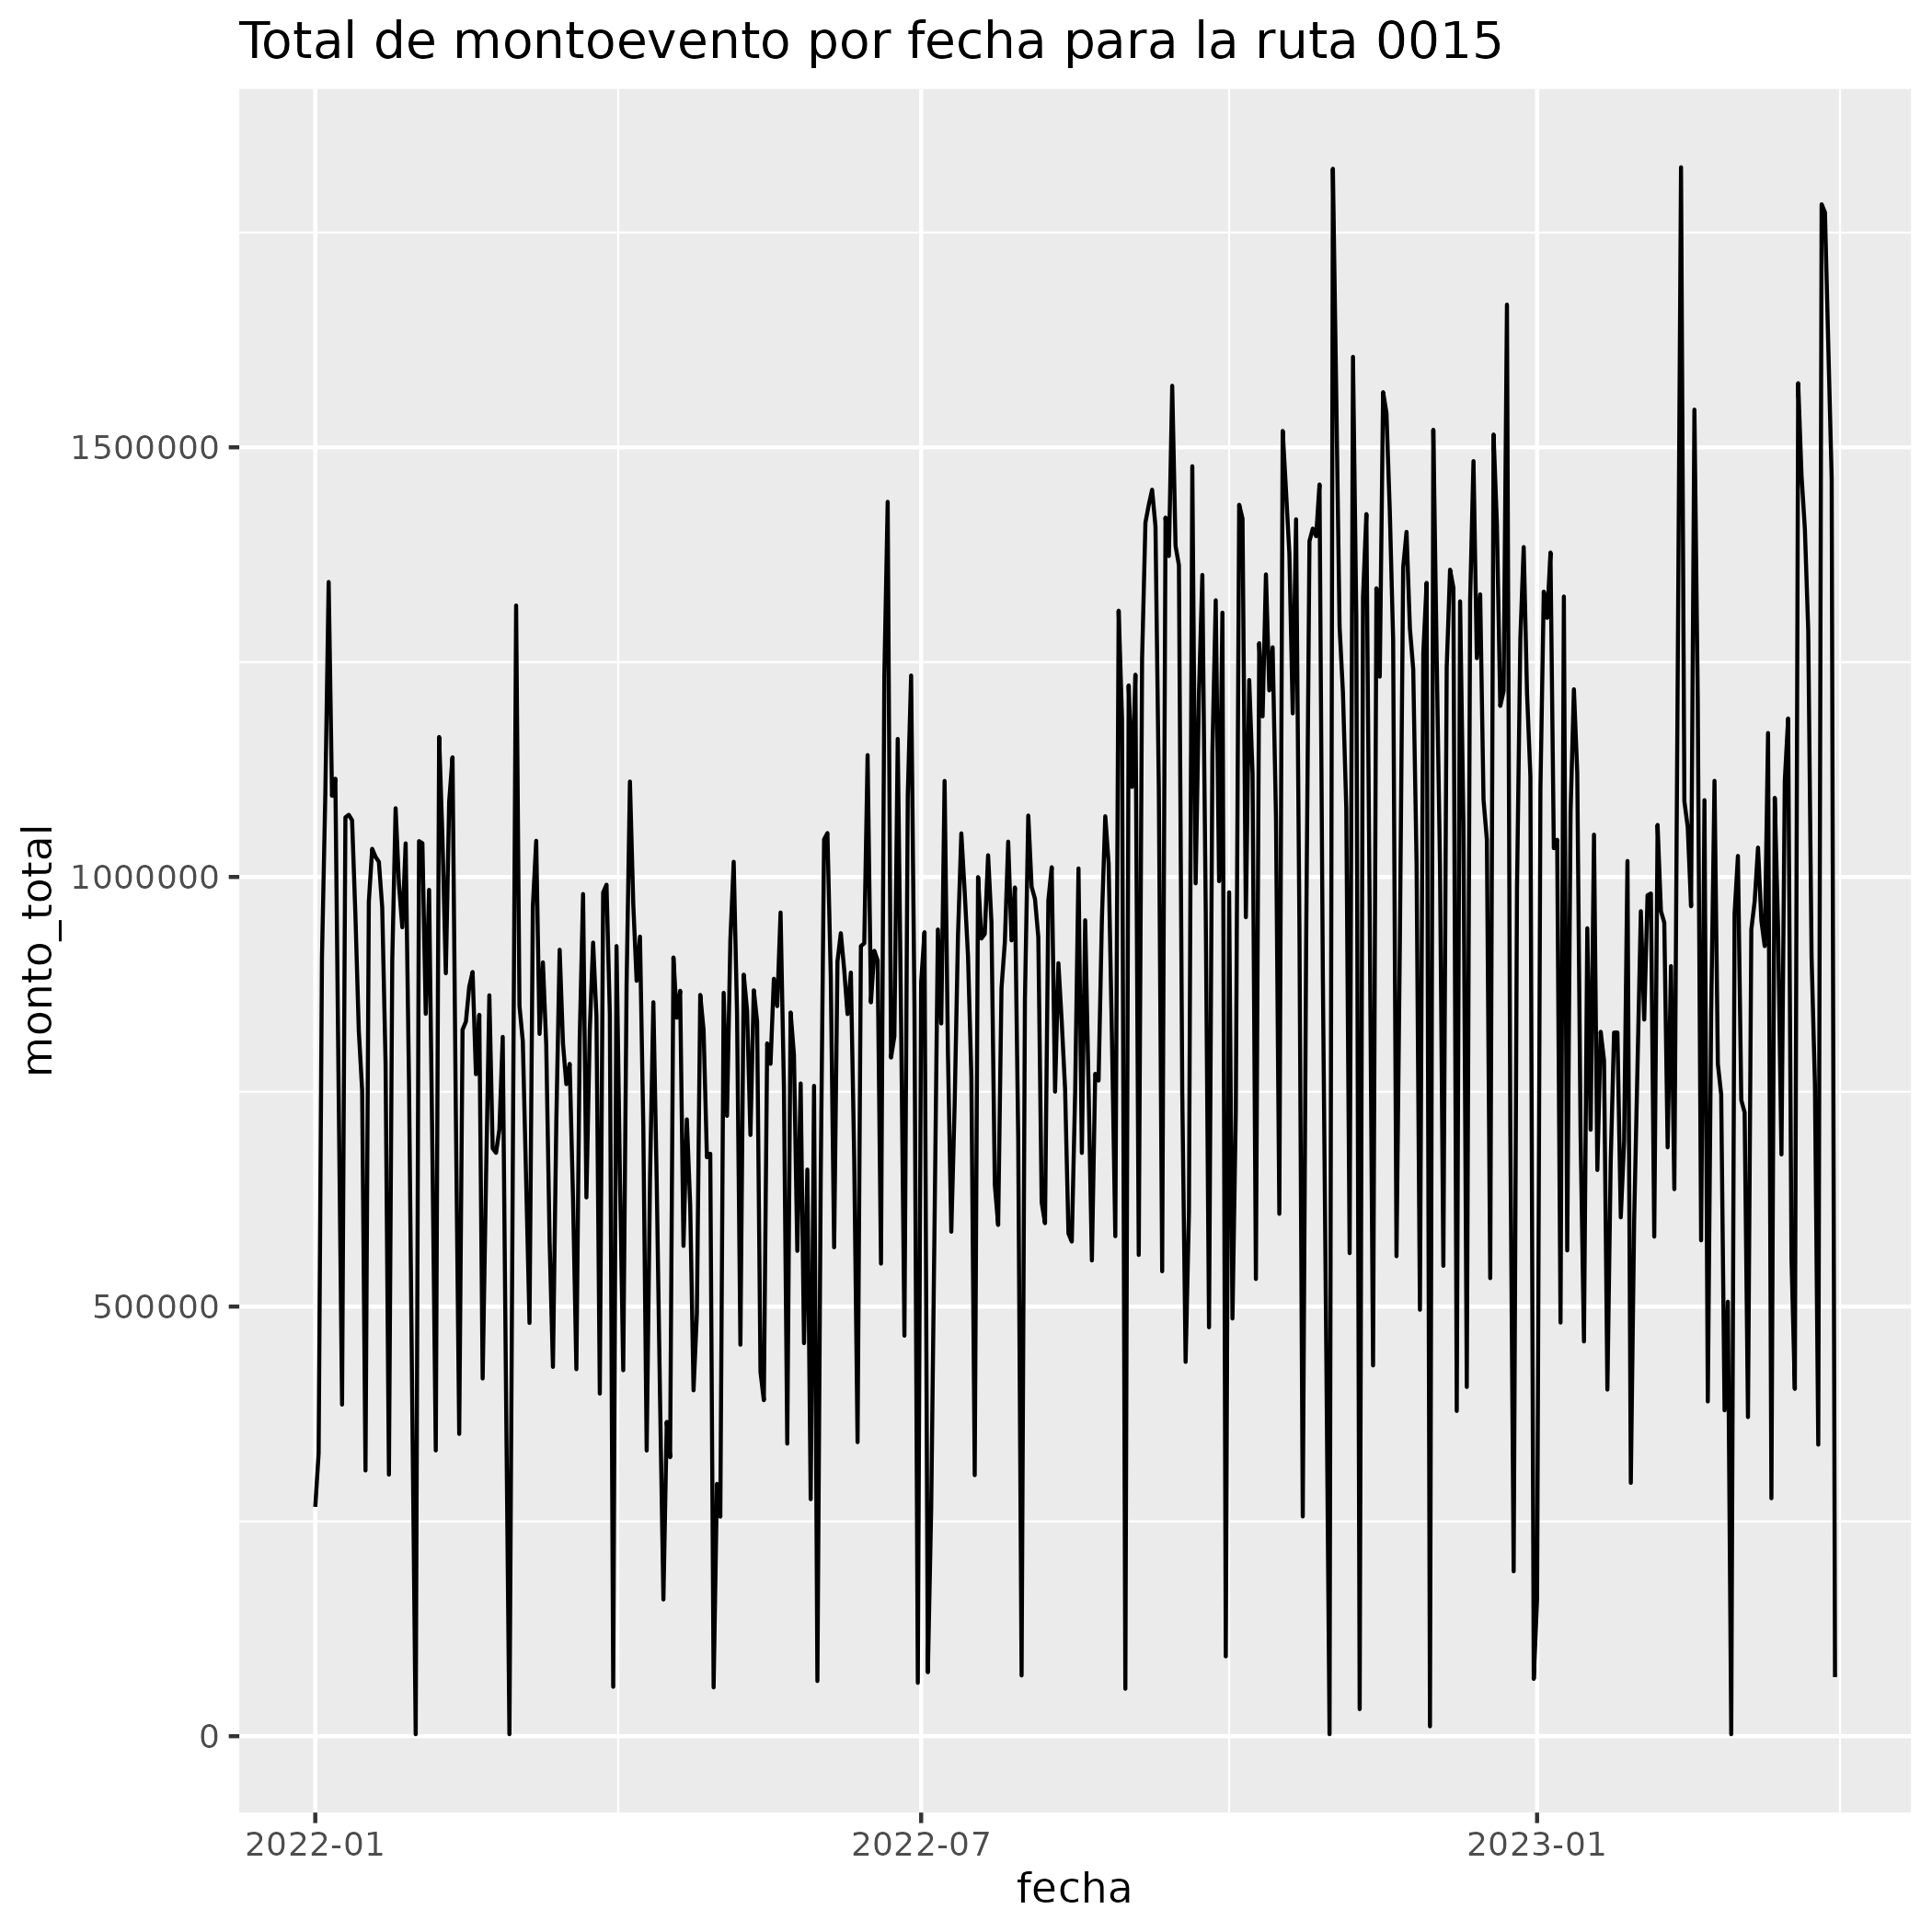 Total de montoevento por fecha para la ruta 0015
monto_total
1500000
1000000
500000
0
2022-01
2022-07
2023-01
fecha